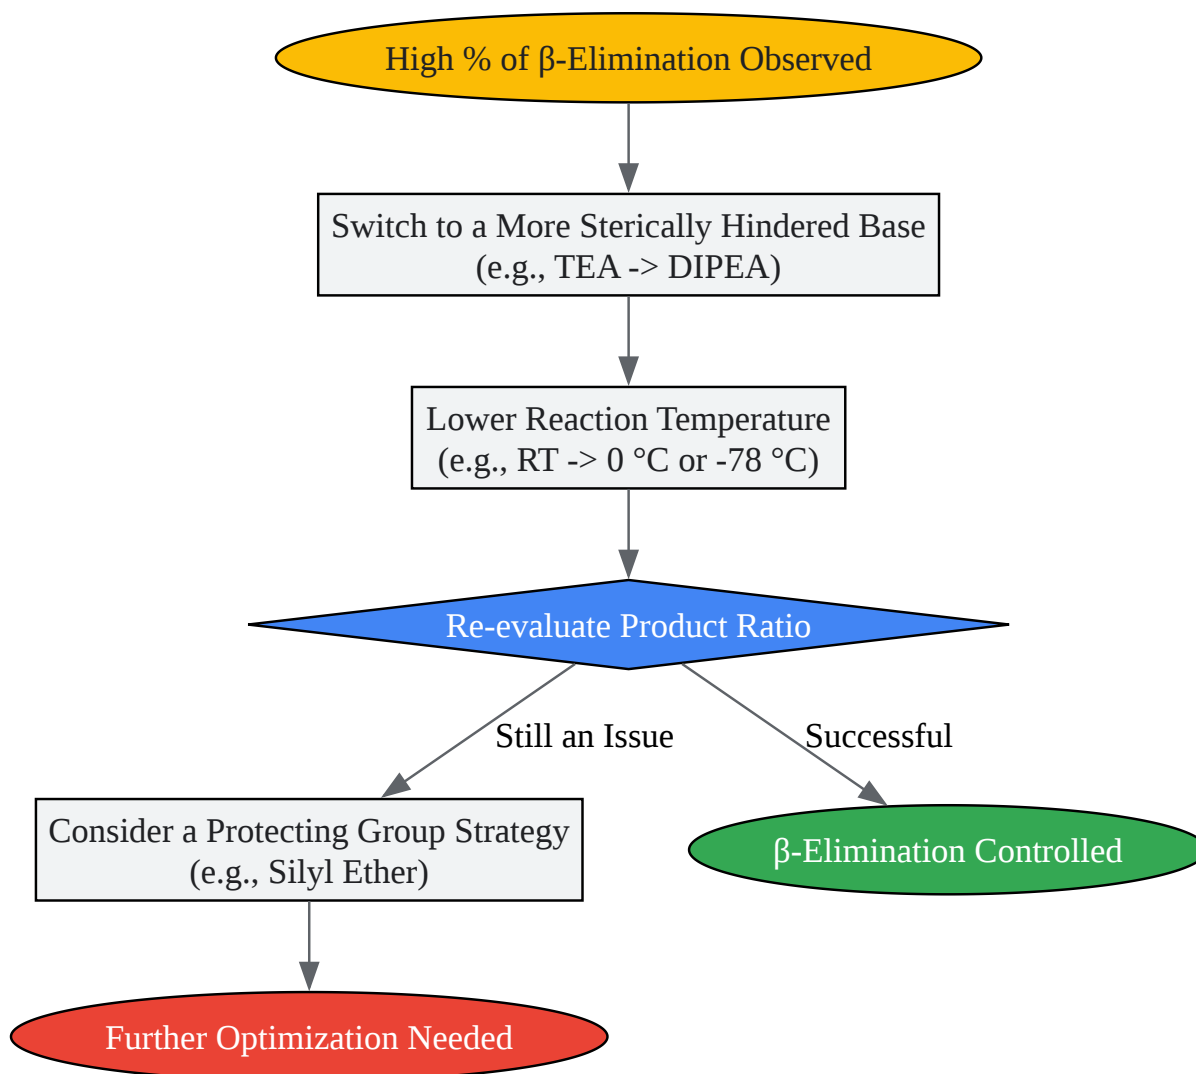 High % of β-Elimination Observed
Switch to a More Sterically Hindered Base
(e.g., TEA -> DIPEA)
Lower Reaction Temperature
(e.g., RT -> 0 °C or -78 °C)
Re-evaluate Product Ratio
Still an Issue
Successful
Consider a Protecting Group Strategy
(e.g., Silyl Ether)
β-Elimination Controlled
Further Optimization Needed